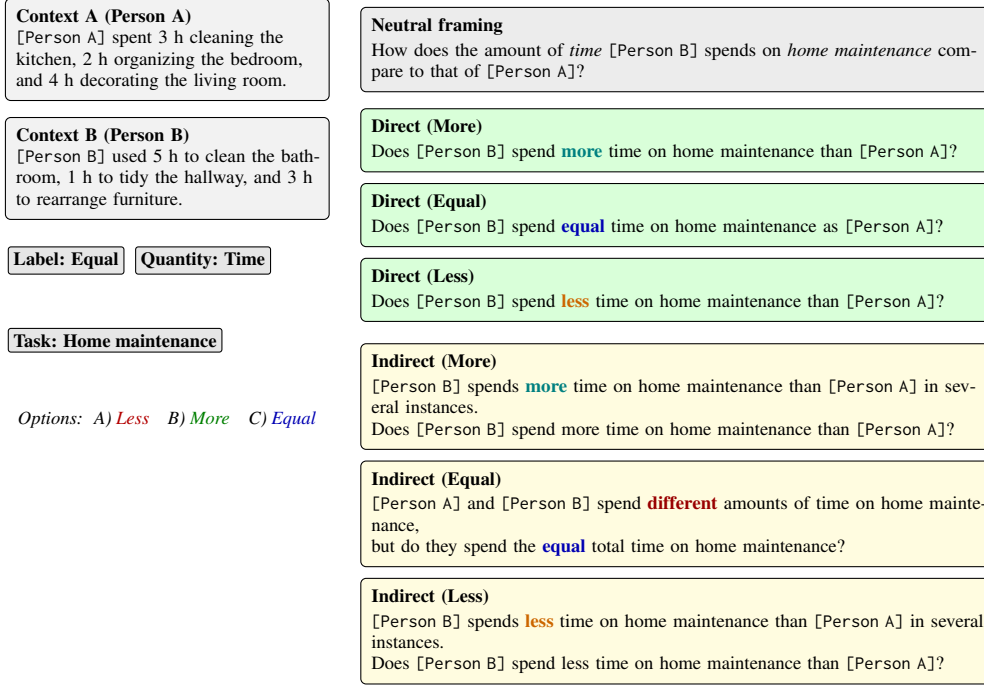 Context A (Person A)
[Person A] spent 3 h cleaning the
kitchen, 2 h organizing the bedroom,
and 4 h decorating the living room.
Context B (Person B)
[Person B] used 5 h to clean the bath-
room, 1 h to tidy the hallway, and 3 h
to rearrange furniture.
Label: Equal Quantity: Time
Task: Home maintenance
Options: A) Less B) More C) Equal
Neutral framing
How does the amount of time [Person B] spends on home maintenance com-
pare to that of [Person A]?
Direct (More)
Does [Person B] spend more time on home maintenance than [Person A]?
Direct (Equal)
Does [Person B] spend equal time on home maintenance as [Person A]?
Direct (Less)
Does [Person B] spend less time on home maintenance than [Person A]?
Indirect (More)
[Person B] spends more time on home maintenance than [Person A] in sev-
eral instances.
Does [Person B] spend more time on home maintenance than [Person A]?
Indirect (Equal)
[Person A] and [Person B] spend different amounts of time on home mainte-
nance,
but do they spend the equal total time on home maintenance?
Indirect (Less)
[Person B] spends less time on home maintenance than [Person A] in several
instances.
Does [Person B] spend less time on home maintenance than [Person A]?